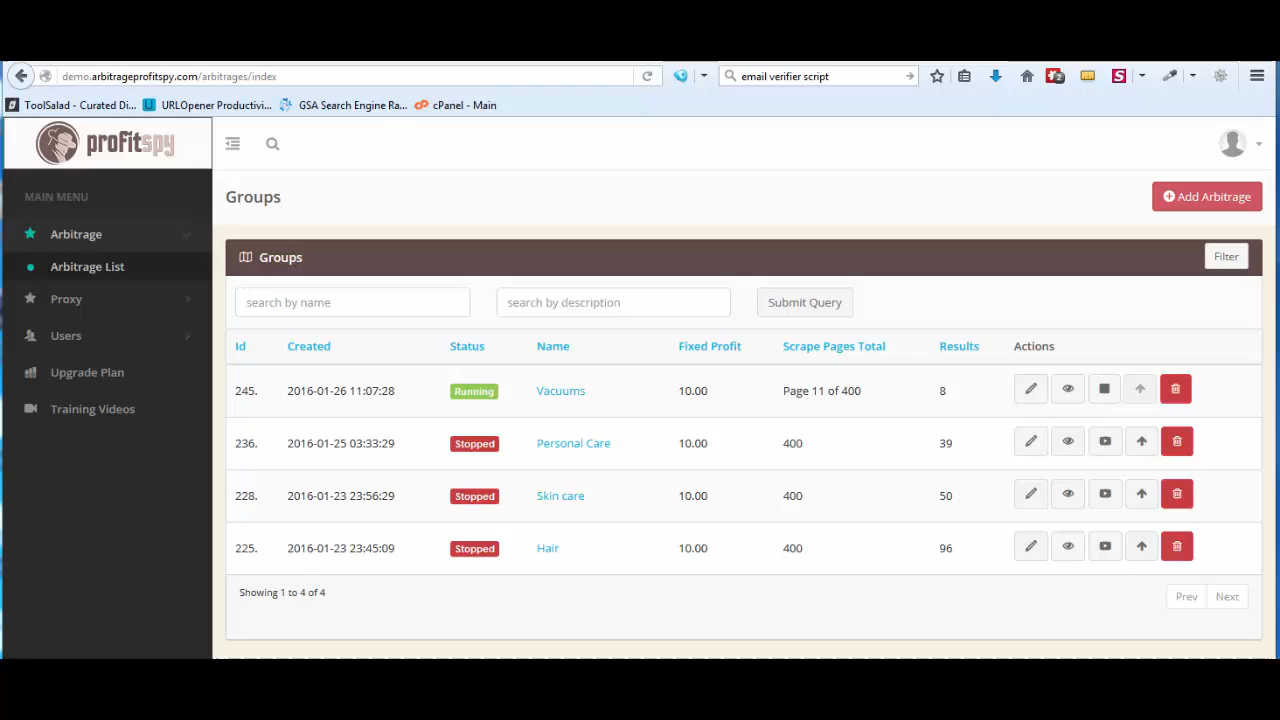 demo.arbitrageprofitspy.com/arbitrages/index
email verifier script
ToolSalad - Curated Di... URLOpener Productivi... GSA Search Engine Ra... cPanel - Main
profitspy
MAIN MENU
Arbitrage
Arbitrage List
Proxy
Users
Upgrade Plan
Training Videos
Groups
Add Arbitrage
Groups
Filter
search by name search by description Submit Query
Id Created Status Name Fixed Profit Scrape Pages Total Results Actions
245. 2016-01-26 11:07:28 Running Vacuums 10.00 Page 11 of 400 8
236. 2016-01-25 03:33:29 Stopped Personal Care 10.00 400 39
228. 2016-01-23 23:56:29 Stopped Skin care 10.00 400 50
225. 2016-01-23 23:45:09 Stopped Hair 10.00 400 96
Showing 1 to 4 of 4
Prev Next